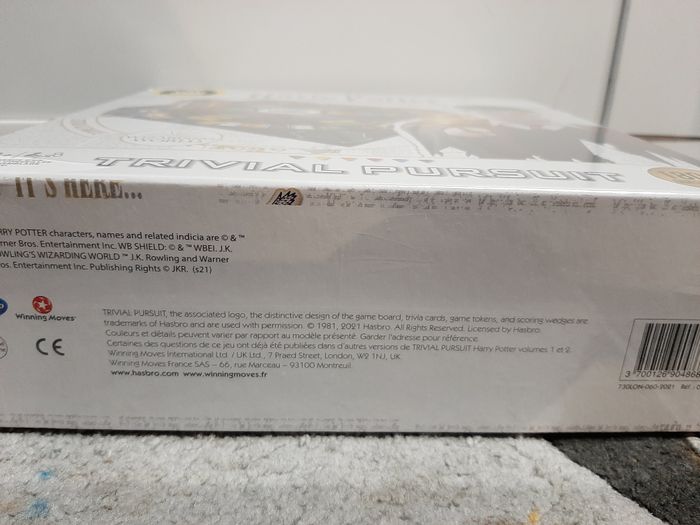 TRIVIAL PURSUIT
IT'S HERE...
RRY POTTER characters, names and related indicia are © & ™
rner Bros. Entertainment Inc. WB SHIELD: © & ™ WBEI. J.K.
OWLING'S WIZARDING WORLD ™ J.K. Rowling and Warner
os. Entertainment Inc. Publishing Rights © JKR. (s21)
Winning Moves
CE
TRIVIAL PURSUIT, the associated logo, the distinctive design of the game board, trivia cards, game tokens, and scoring wedges are
trademarks of Hasbro and are used with permission. © 1981, 2021 Hasbro. All Rights Reserved. Licensed by Hasbro.
Couleurs et détails peuvent varier par rapport au modèle présenté. Garder l'adresse pour référence.
Certaines des questions de ce jeu ont déjà été publiées dans d'autres versions de TRIVIAL PURSUIT Harry Potter volumes 1 et 2.
Winning Moves International Ltd. / UK Ltd., 7 Praed Street, London, W2 1NJ, UK
Winning Moves France SAS – 66, rue Marceau – 93100 Montreuil.
www.hasbro.com www.winningmoves.fr
3 700126 904868
730LON-060-2021 Réf. : 0